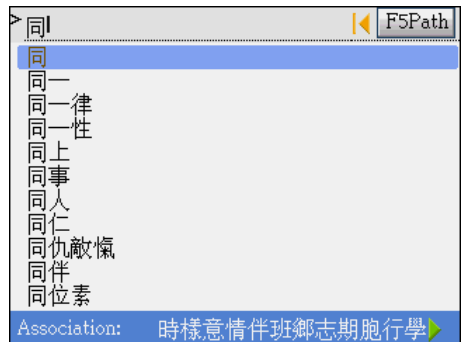 >同 F5Path
同
同一
同一律
同一性
同上
同事
同人
同仁
同仇敵愾
同伴
同位素
Association: 時樣意情伴班鄉志期胞行學